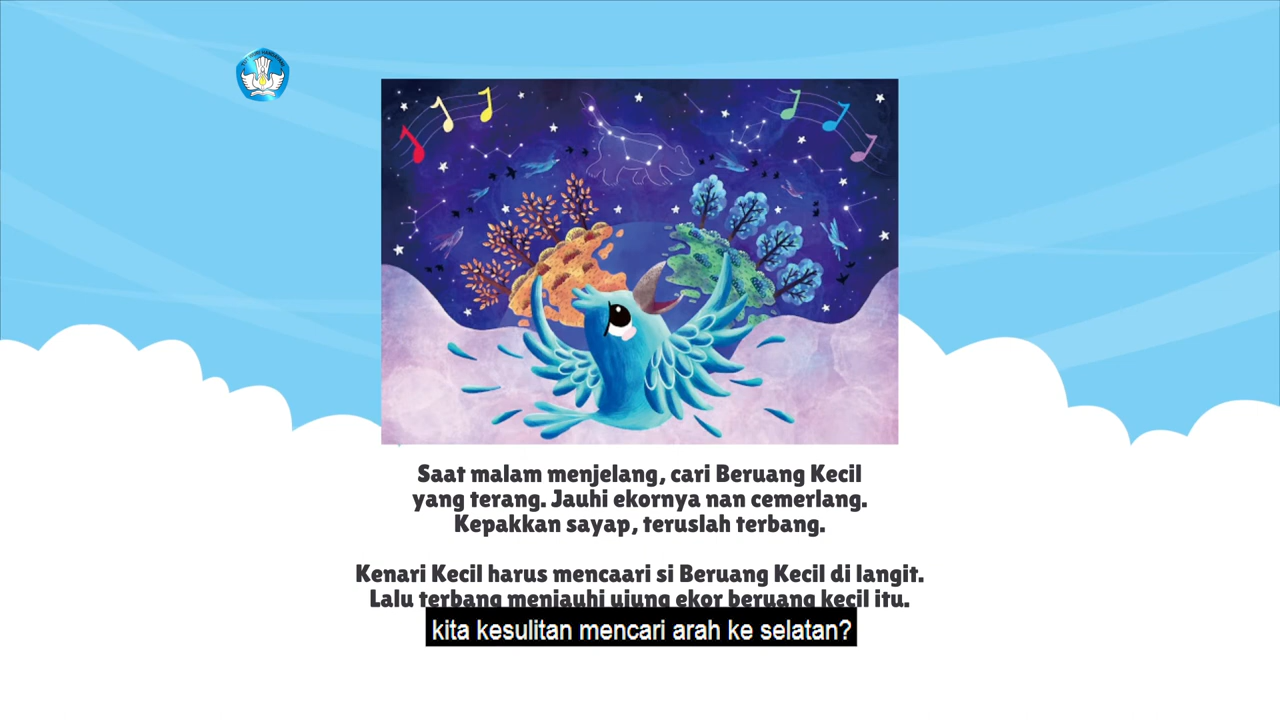 Saat malam menjelang, cari Beruang Kecil
yang terang. Jauhi ekornya nan cemerlang.
Kepakkan sayap, teruslah terbang.
Kenari Kecil harus mencaari si Beruang Kecil di langit.
Lalu terbang menjauhi ujung ekor beruang kecil itu.
kita kesulitan mencari arah ke selatan?